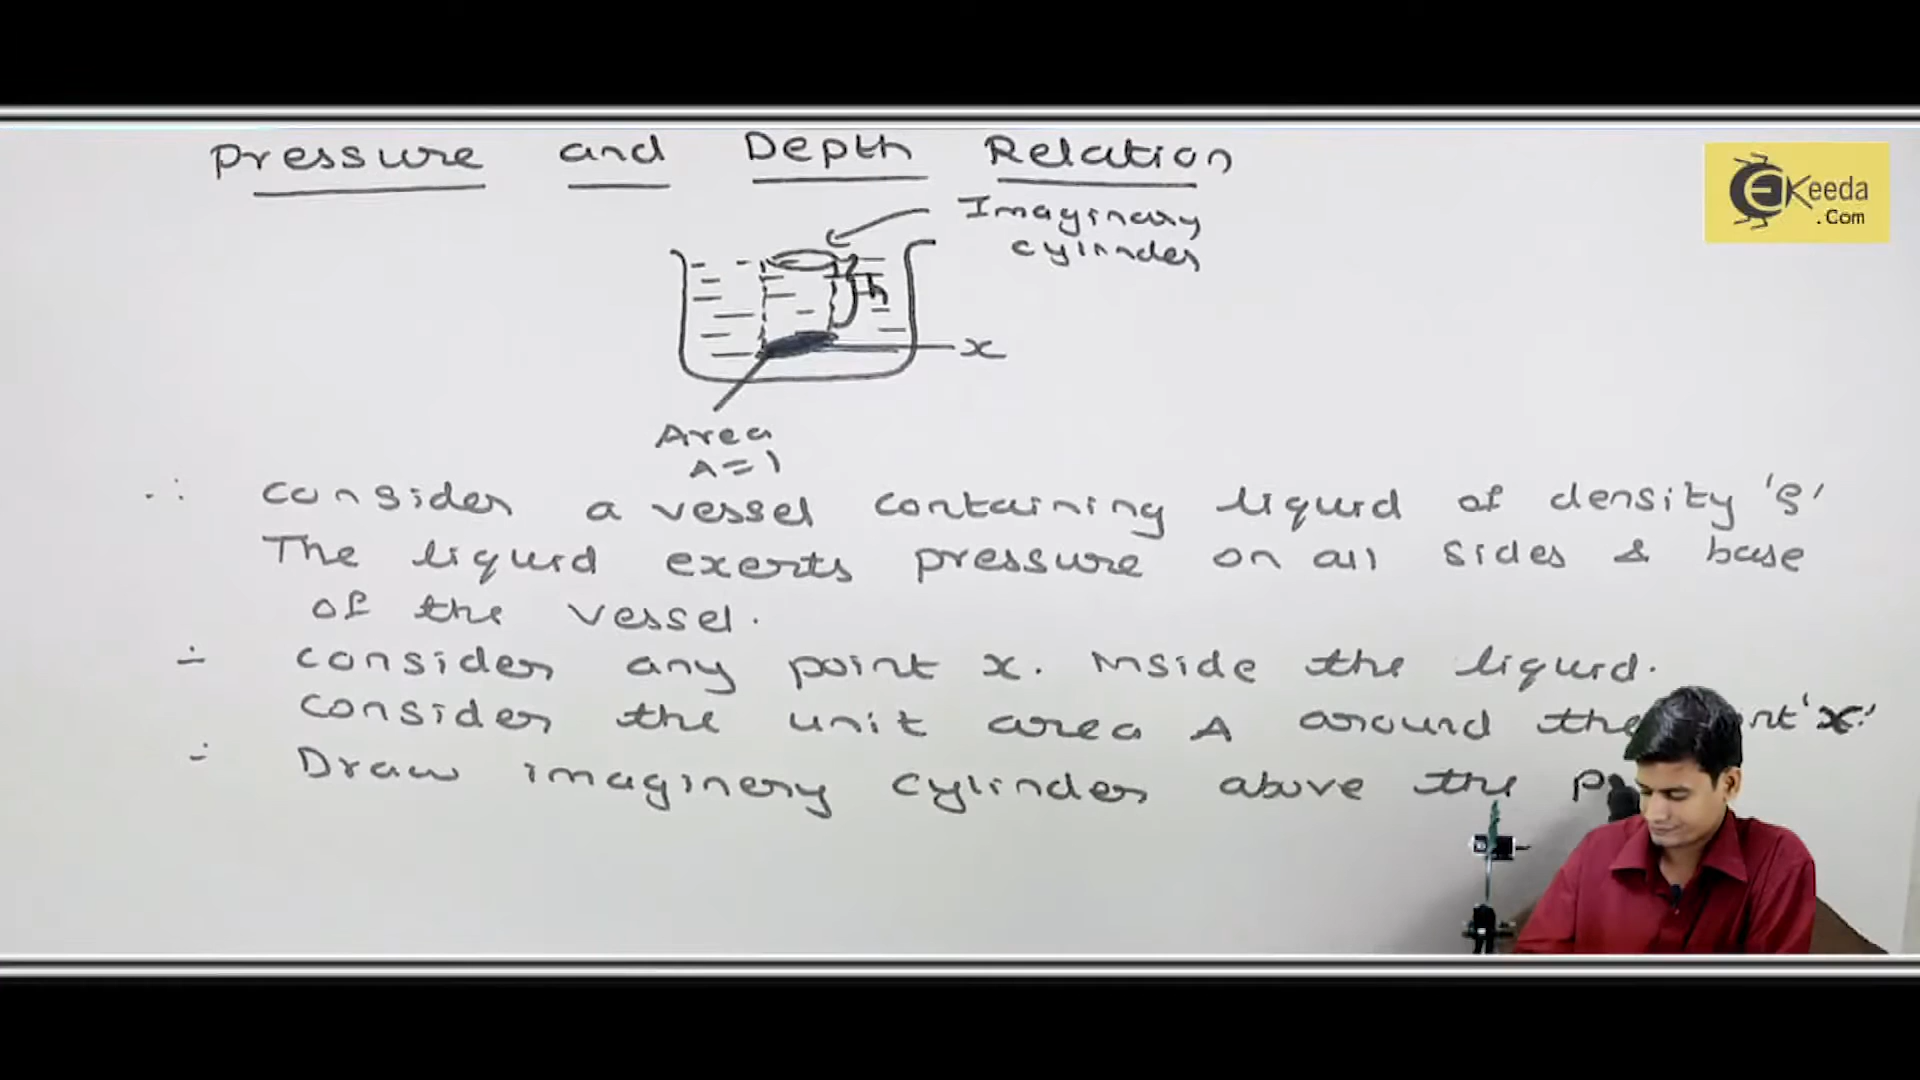 Pressure and Depth Relation
Keeda
.Com
Imaginary
cylinder
h
x
Area
A=1
∴ consider a vessel containing liquid of density 'ρ'
The liquid exerts pressure on all sides & base
of the vessel.
÷ consider any point x. inside the liquid.
consider the unit area A around the 'x.'
÷ Draw imaginery cylinder above the